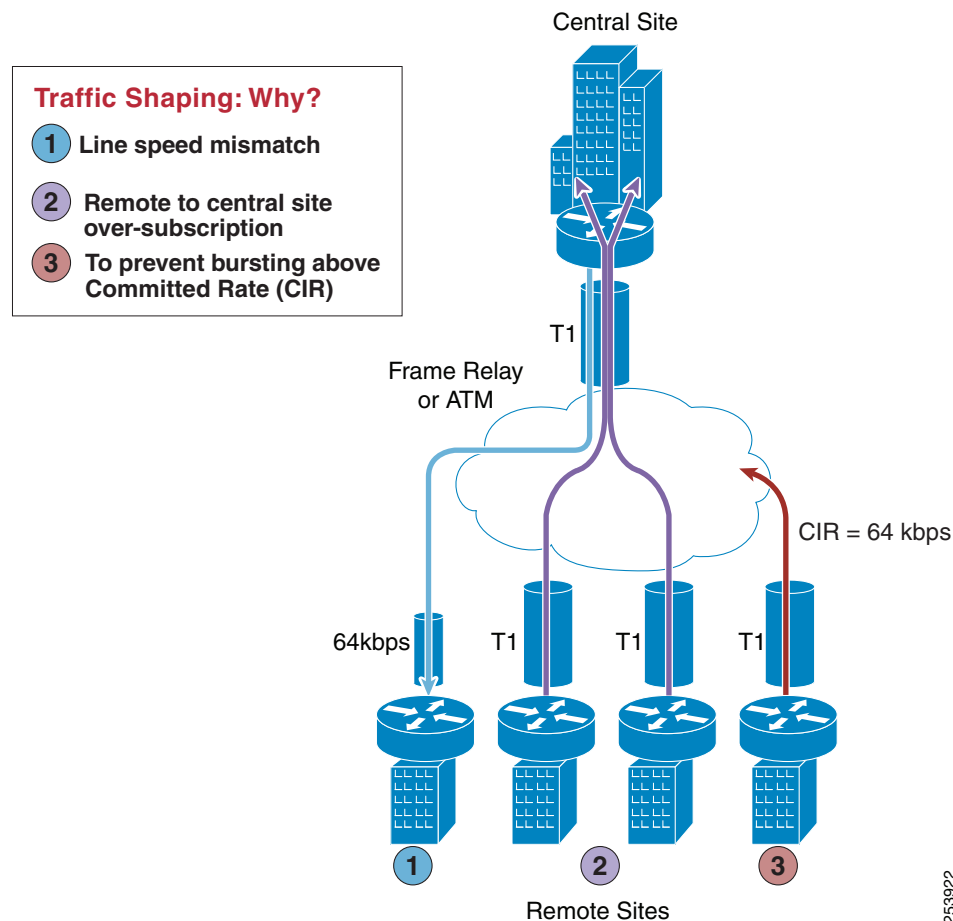 Central Site
Traffic Shaping: Why?
1 Line speed mismatch
2 Remote to central site
over-subscription
3 To prevent bursting above
Committed Rate (CIR)
T1
Frame Relay
or ATM
CIR = 64 kbps
64kbps
T1
T1
T1
1
2
3
Remote Sites
253922